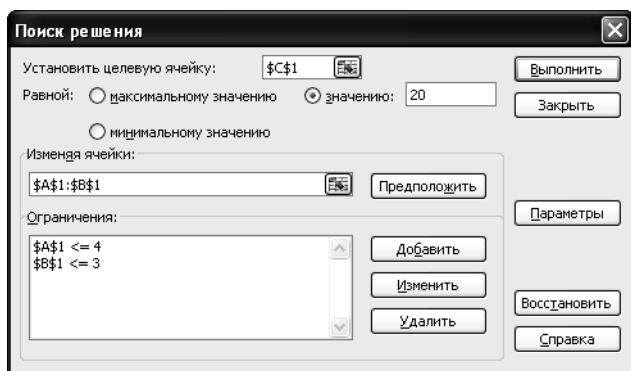 Поиск решения
Установить целевую ячейку: $C$1 Выполнить
Равной: максимальному значению значению: 20 Закрыть
минимальному значению
Изменяя ячейки:
$A$1:$B$1 Предположить
Ограничения: Параметры
$A$1 <= 4 Добавить
$B$1 <= 3
Изменить
Восстановить
Удалить
Справка